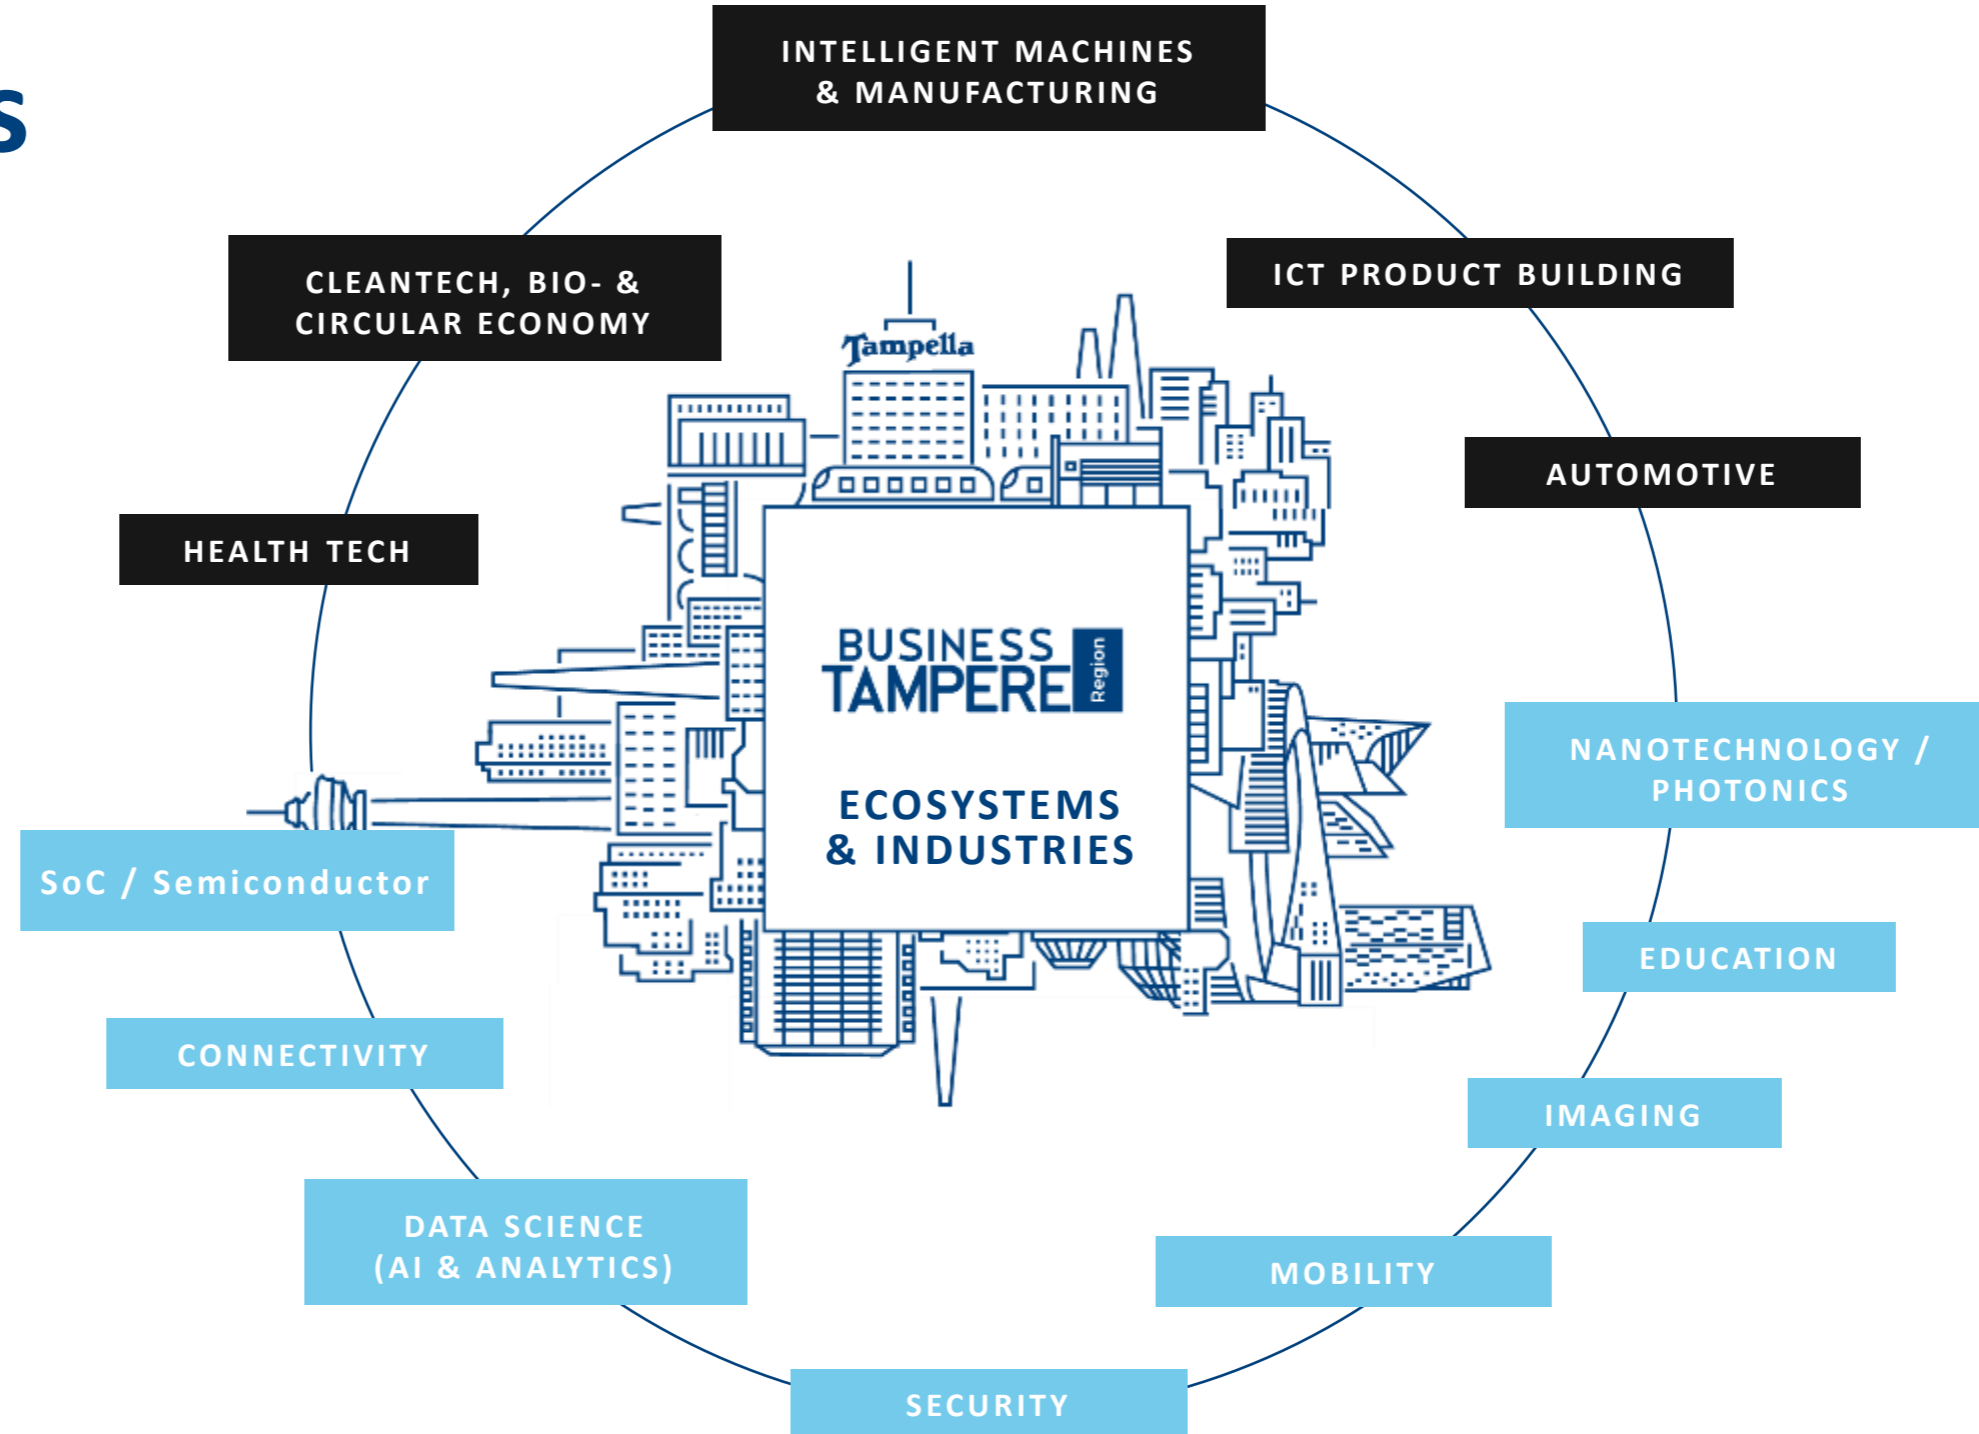 INTELLIGENT MACHINES
& MANUFACTURING
S
CLEANTECH, BIO- &
CIRCULAR ECONOMY
ICT PRODUCT BUILDING
Tampella
AUTOMOTIVE
HEALTH TECH
BUSINESS
TAMPERE
Region
NANOTECHNOLOGY /
PHOTONICS
ECOSYSTEMS
& INDUSTRIES
SoC / Semiconductor
EDUCATION
CONNECTIVITY
IMAGING
DATA SCIENCE
(AI & ANALYTICS)
MOBILITY
SECURITY